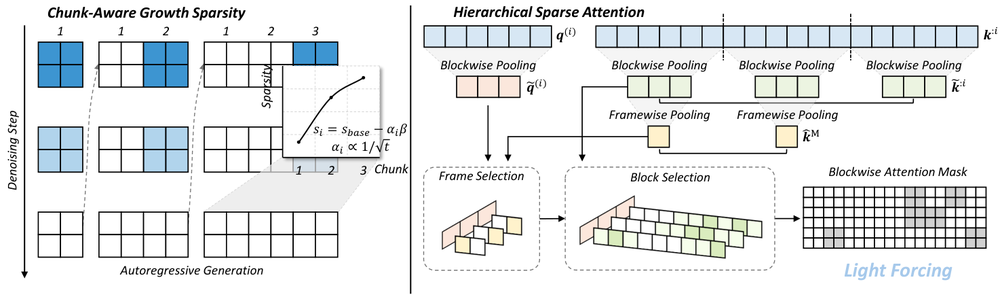 Chunk-Aware Growth Sparsity
1
1 2
1 2 3
Denoising Step
Sparsity
s_i = s_base − α_iβ
α_i ∝ 1/√t
1 2 3 Chunk
Autoregressive Generation
Hierarchical Sparse Attention
q^(i)
k^:i
Blockwise Pooling
Blockwise Pooling Blockwise Pooling Blockwise Pooling
q̃^(i)
k̃^:i
Framewise Pooling Framewise Pooling
k̂^M
Frame Selection
Block Selection
Blockwise Attention Mask
Light Forcing